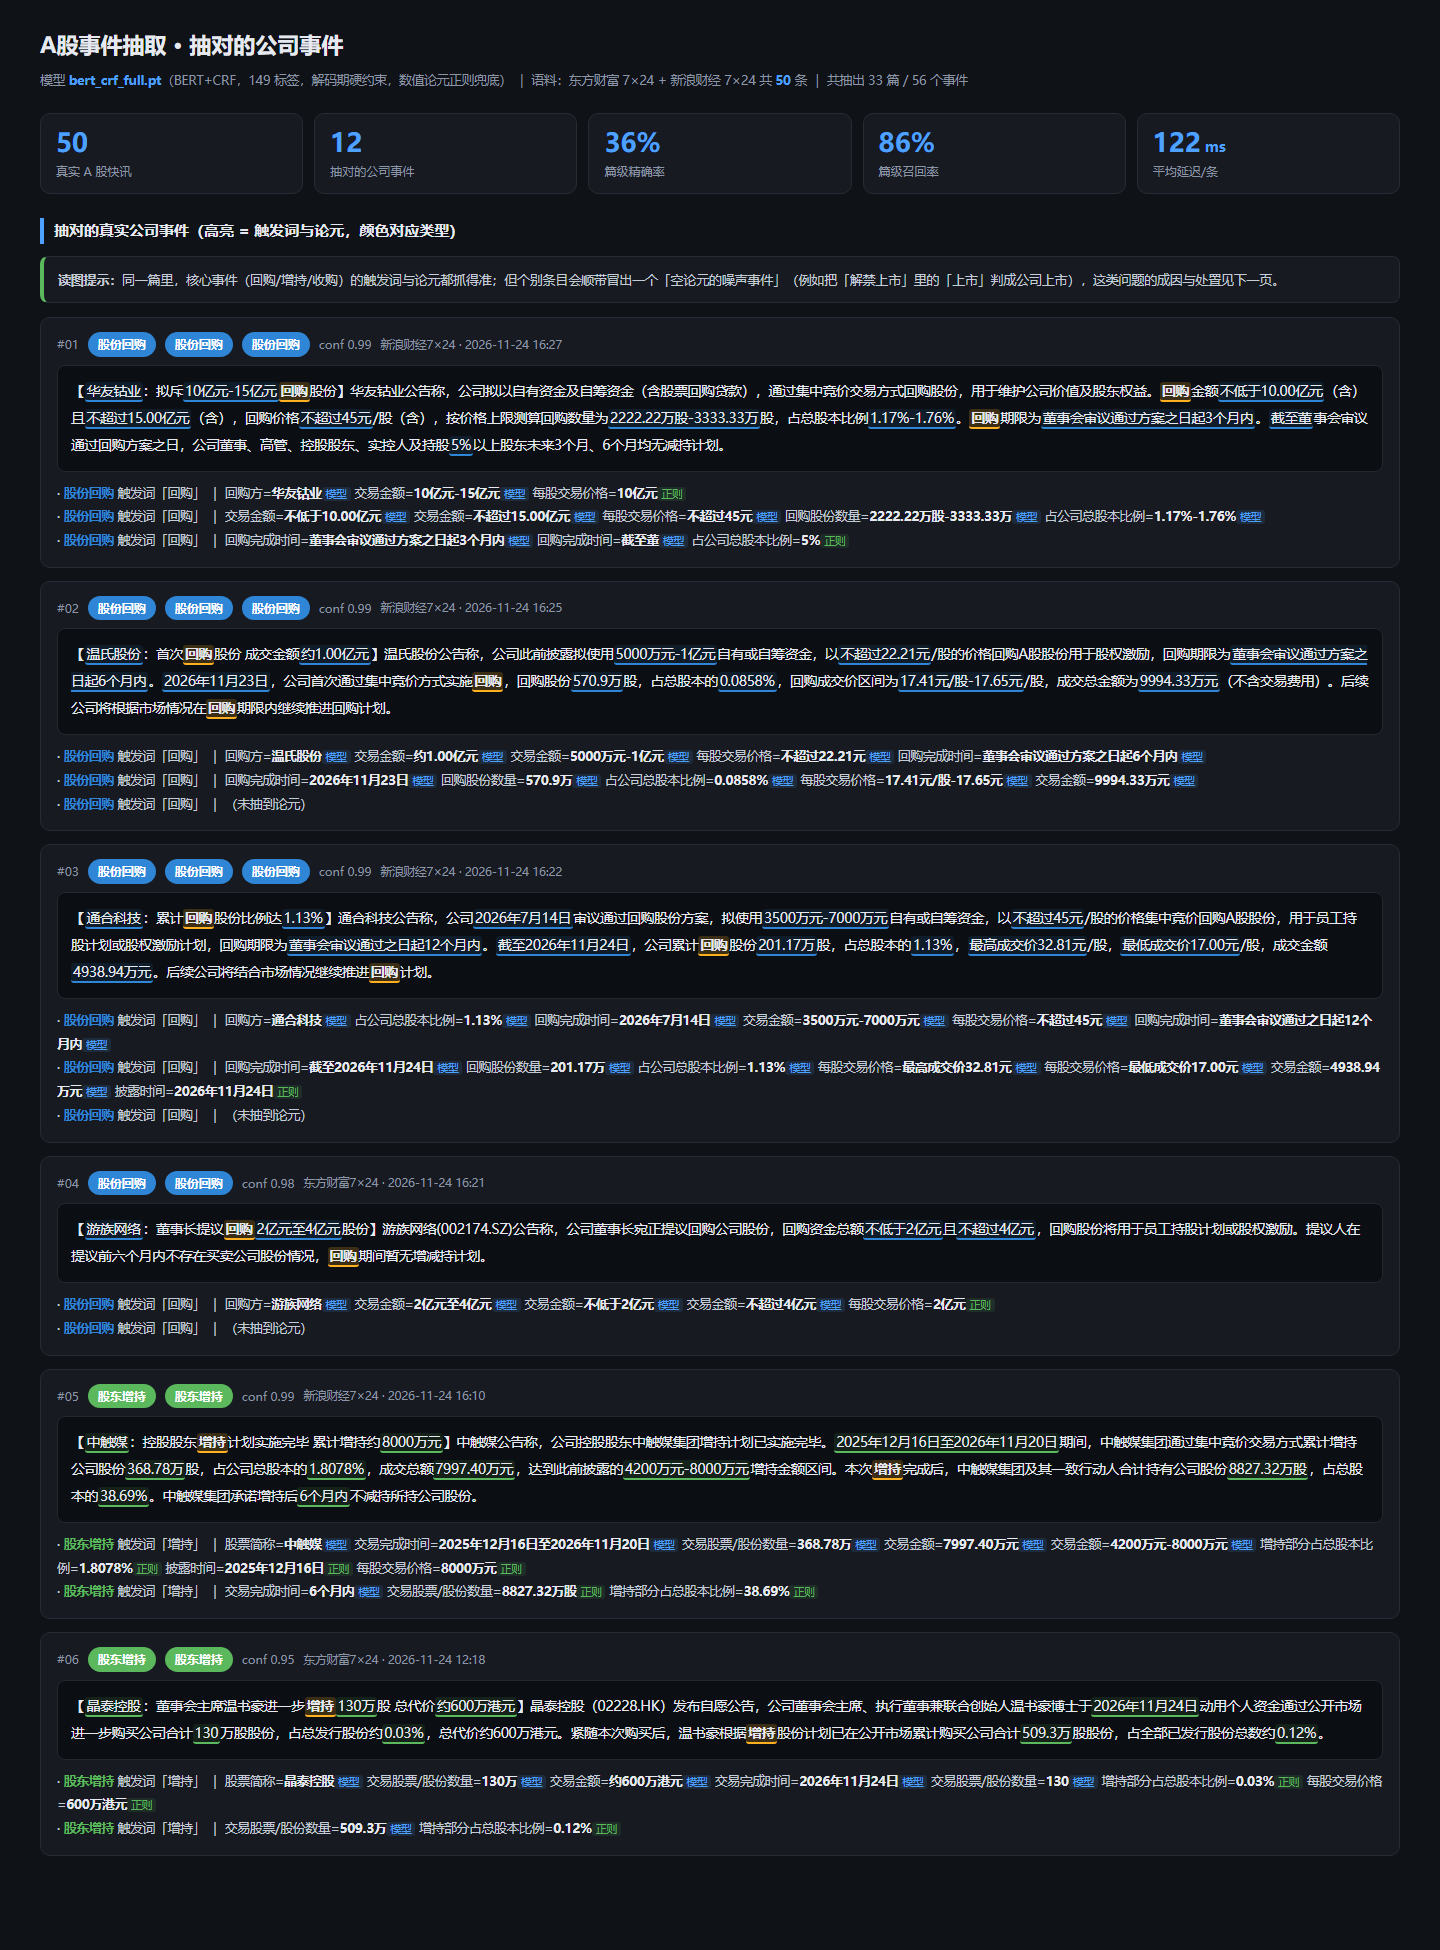 A股事件抽取 • 抽对的公司事件
模型 bert_crf_full.pt（BERT+CRF，149 标签，解码期硬约束，数值论元正则兜底） | 语料：东方财富 7×24 + 新浪财经 7×24 共 50 条 | 共抽出 33 篇 / 56 个事件
50
真实 A 股快讯
12
抽对的公司事件
36%
篇级精确率
86%
篇级召回率
122 ms
平均延迟/条
抽对的真实公司事件（高亮 = 触发词与论元，颜色对应类型）
读图提示：同一篇里，核心事件（回购/增持/收购）的触发词与论元都抓得准；但个别条目会顺带冒出一个「空论元的噪声事件」（例如把「解禁上市」里的「上市」判成公司上市），这类问题的成因与处置见下一页。
#01 股份回购 股份回购 股份回购 conf 0.99 新浪财经7×24 · 2026-11-24 16:27
【华友钴业：拟斥10亿元-15亿元回购股份】华友钴业公告称，公司拟以自有资金及自筹资金（含股票回购贷款），通过集中竞价交易方式回购股份，用于维护公司价值及股东权益。回购金额不低于10.00亿元（含）
且不超过15.00亿元（含），回购价格不超过45元/股（含），按价格上限测算回购数量为2222.22万股-3333.33万股，占总股本比例1.17%-1.76%。回购期限为董事会审议通过方案之日起3个月内。截至董事会审议
通过回购方案之日，公司董事、高管、控股股东、实控人及持股5%以上股东未来3个月、6个月均无减持计划。
· 股份回购 触发词「回购」 | 回购方=华友钴业 模型 交易金额=10亿元-15亿元 模型 每股交易价格=10亿元 正则
· 股份回购 触发词「回购」 | 交易金额=不低于10.00亿元 模型 交易金额=不超过15.00亿元 模型 每股交易价格=不超过45元 模型 回购股份数量=2222.22万股-3333.33万 模型 占公司总股本比例=1.17%-1.76% 模型
· 股份回购 触发词「回购」 | 回购完成时间=董事会审议通过方案之日起3个月内 模型 回购完成时间=截至董 模型 占公司总股本比例=5% 正则
#02 股份回购 股份回购 股份回购 conf 0.99 新浪财经7×24 · 2026-11-24 16:25
【温氏股份：首次回购股份 成交金额约1.00亿元】温氏股份公告称，公司此前披露拟使用5000万元-1亿元自有或自筹资金，以不超过22.21元/股的价格回购A股股份用于股权激励，回购期限为董事会审议通过方案之
日起6个月内。2026年11月23日，公司首次通过集中竞价方式实施回购，回购股份570.9万股，占总股本的0.0858%，回购成交价区间为17.41元/股-17.65元/股，成交总金额为9994.33万元（不含交易费用）。后续
公司将根据市场情况在回购期限内继续推进回购计划。
· 股份回购 触发词「回购」 | 回购方=温氏股份 模型 交易金额=约1.00亿元 模型 交易金额=5000万元-1亿元 模型 每股交易价格=不超过22.21元 模型 回购完成时间=董事会审议通过方案之日起6个月内 模型
· 股份回购 触发词「回购」 | 回购完成时间=2026年11月23日 模型 回购股份数量=570.9万 模型 占公司总股本比例=0.0858% 模型 每股交易价格=17.41元/股-17.65元 模型 交易金额=9994.33万元 模型
· 股份回购 触发词「回购」 | （未抽到论元）
#03 股份回购 股份回购 股份回购 conf 0.99 新浪财经7×24 · 2026-11-24 16:22
【通合科技：累计回购股份比例达1.13%】通合科技公告称，公司2026年7月14日审议通过回购股份方案，拟使用3500万元-7000万元自有或自筹资金，以不超过45元/股的价格集中竞价回购A股股份，用于员工持
股计划或股权激励计划，回购期限为董事会审议通过之日起12个月内。截至2026年11月24日，公司累计回购股份201.17万股，占总股本的1.13%，最高成交价32.81元/股，最低成交价17.00元/股，成交金额
4938.94万元。后续公司将结合市场情况继续推进回购计划。
· 股份回购 触发词「回购」 | 回购方=通合科技 模型 占公司总股本比例=1.13% 模型 回购完成时间=2026年7月14日 模型 交易金额=3500万元-7000万元 模型 每股交易价格=不超过45元 模型 回购完成时间=董事会审议通过之日起12个
月内 模型
· 股份回购 触发词「回购」 | 回购完成时间=截至2026年11月24日 模型 回购股份数量=201.17万 模型 占公司总股本比例=1.13% 模型 每股交易价格=最高成交价32.81元 模型 每股交易价格=最低成交价17.00元 模型 交易金额=4938.94
万元 模型 披露时间=2026年11月24日 正则
· 股份回购 触发词「回购」 | （未抽到论元）
#04 股份回购 股份回购 conf 0.98 东方财富7×24 · 2026-11-24 16:21
【游族网络：董事长提议回购2亿元至4亿元股份】游族网络(002174.SZ)公告称，公司董事长宛正提议回购公司股份，回购资金总额不低于2亿元且不超过4亿元，回购股份将用于员工持股计划或股权激励。提议人在
提议前六个月内不存在买卖公司股份情况，回购期间暂无增减持计划。
· 股份回购 触发词「回购」 | 回购方=游族网络 模型 交易金额=2亿元至4亿元 模型 交易金额=不低于2亿元 模型 交易金额=不超过4亿元 模型 每股交易价格=2亿元 正则
· 股份回购 触发词「回购」 | （未抽到论元）
#05 股东增持 股东增持 conf 0.99 新浪财经7×24 · 2026-11-24 16:10
【中触媒：控股股东增持计划实施完毕 累计增持约8000万元】中触媒公告称，公司控股股东中触媒集团增持计划已实施完毕。2025年12月16日至2026年11月20日期间，中触媒集团通过集中竞价交易方式累计增持
公司股份368.78万股，占公司总股本的1.8078%，成交总额7997.40万元，达到此前披露的4200万元-8000万元增持金额区间。本次增持完成后，中触媒集团及其一致行动人合计持有公司股份8827.32万股，占总股
本的38.69%。中触媒集团承诺增持后6个月内不减持所持公司股份。
· 股东增持 触发词「增持」 | 股票简称=中触媒 模型 交易完成时间=2025年12月16日至2026年11月20日 模型 交易股票/股份数量=368.78万 模型 交易金额=7997.40万元 模型 交易金额=4200万元-8000万元 模型 增持部分占总股本比
例=1.8078% 正则 披露时间=2025年12月16日 正则 每股交易价格=8000万元 正则
· 股东增持 触发词「增持」 | 交易完成时间=6个月内 模型 交易股票/股份数量=8827.32万股 正则 增持部分占总股本比例=38.69% 正则
#06 股东增持 股东增持 conf 0.95 东方财富7×24 · 2026-11-24 12:18
【晶泰控股：董事会主席温书豪进一步增持130万股 总代价约600万港元】晶泰控股（02228.HK）发布自愿公告，公司董事会主席、执行董事兼联合创始人温书豪博士于2026年11月24日动用个人资金通过公开市场
进一步购买公司合计130万股股份，占总发行股份约0.03%，总代价约600万港元。紧随本次购买后，温书豪根据增持股份计划已在公开市场累计购买公司合计509.3万股股份，占全部已发行股份总数约0.12%。
· 股东增持 触发词「增持」 | 股票简称=晶泰控股 模型 交易股票/股份数量=130万 模型 交易金额=约600万港元 模型 交易完成时间=2026年11月24日 模型 交易股票/股份数量=130 模型 增持部分占总股本比例=0.03% 正则 每股交易价格
=600万港元 正则
· 股东增持 触发词「增持」 | 交易股票/股份数量=509.3万 模型 增持部分占总股本比例=0.12% 正则